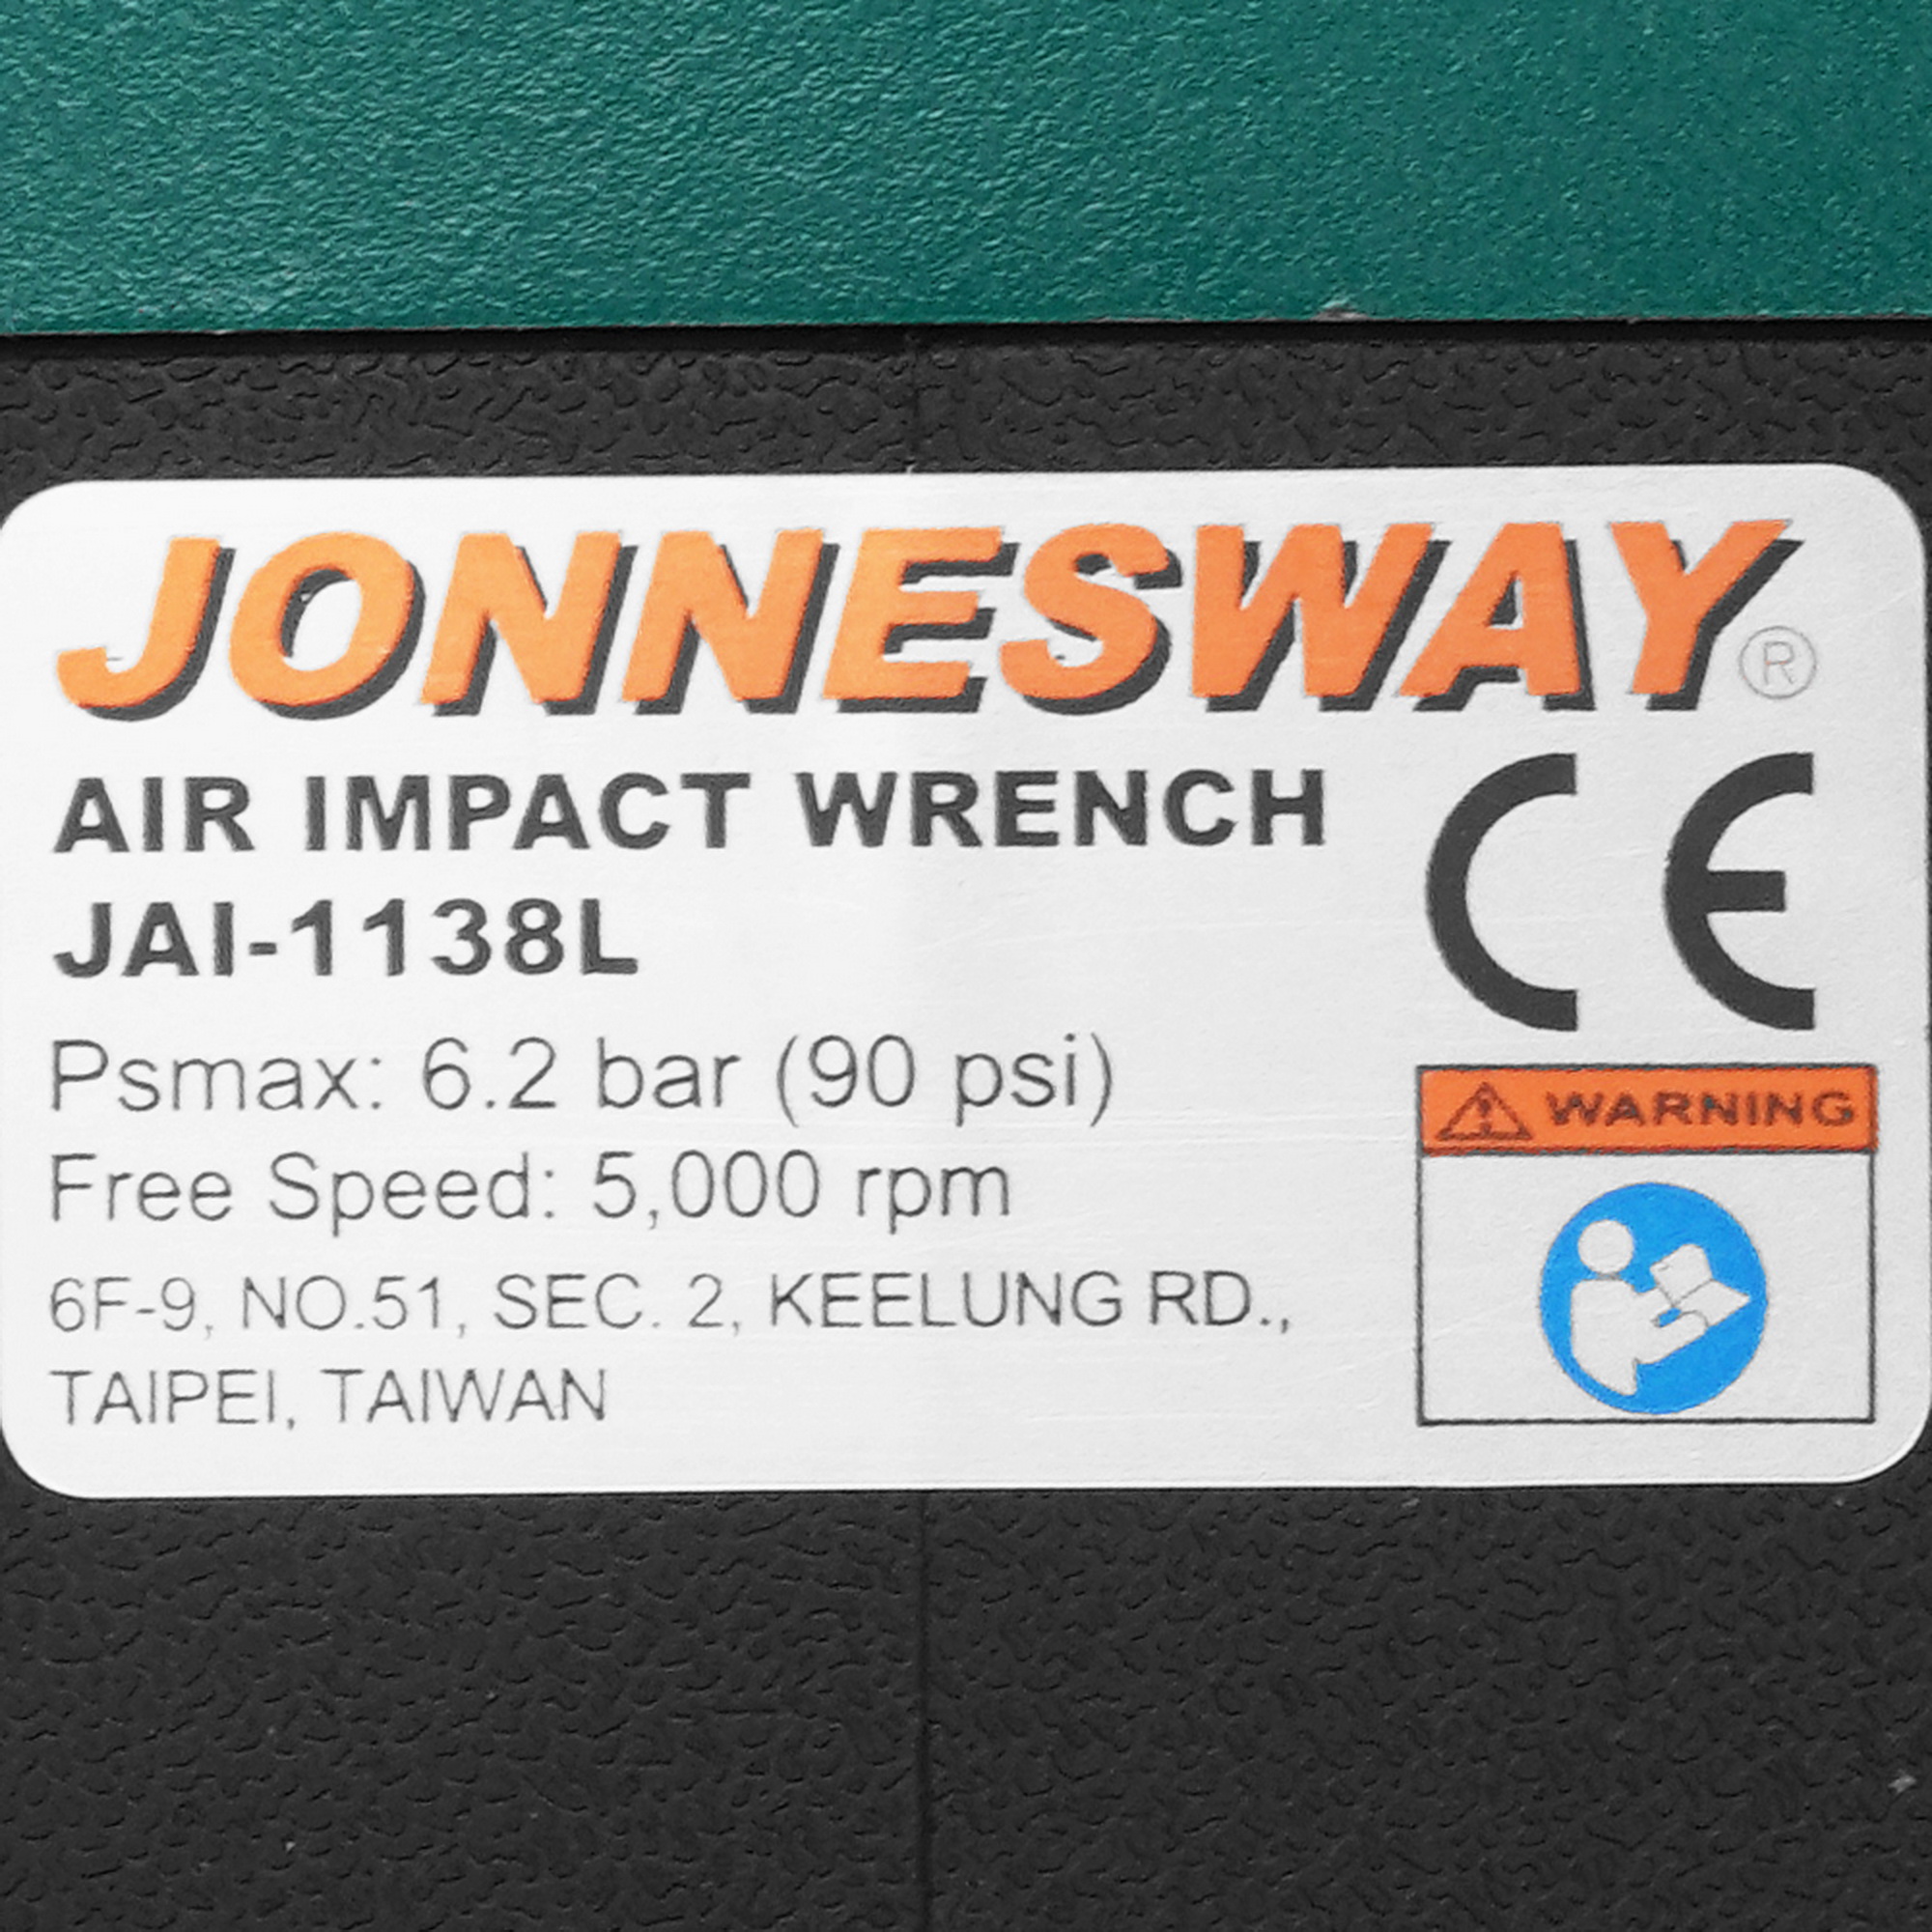 JONNESWAY®
AIR IMPACT WRENCH
JAI-1138L
CE
Psmax: 6.2 bar (90 psi)
WARNING
Free Speed: 5,000 rpm
6F-9, NO.51, SEC. 2, KEELUNG RD.,
TAIPEI, TAIWAN